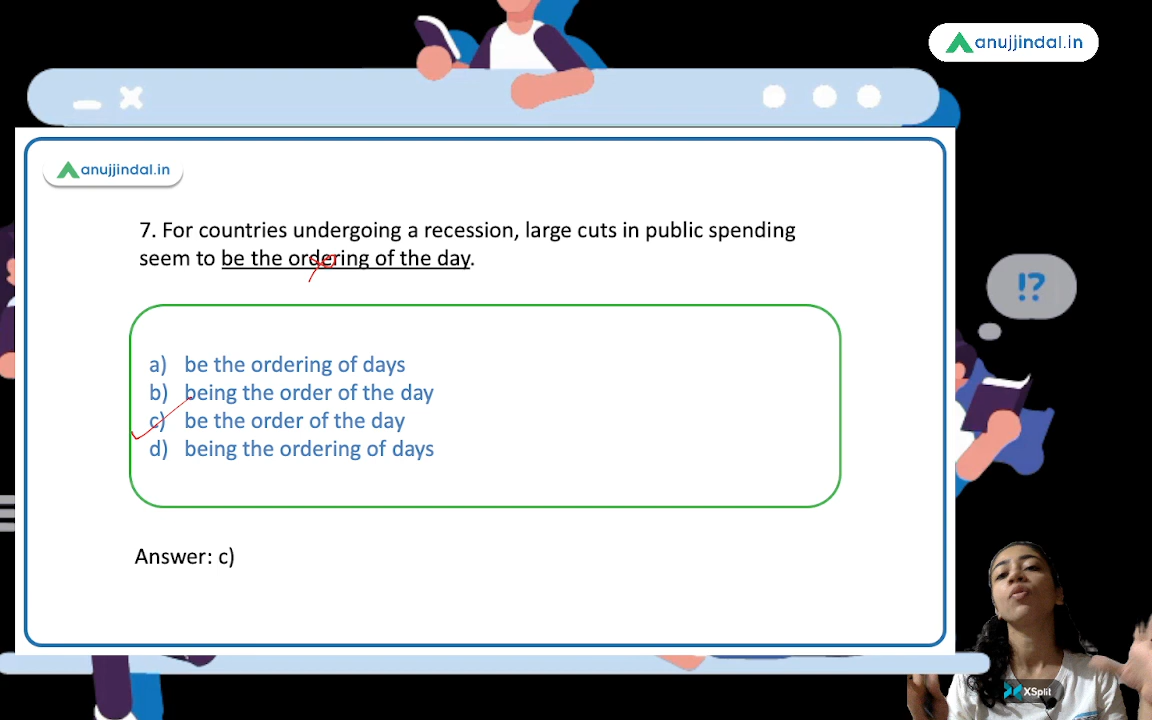 anujjindal.in
anujjindal.in
7. For countries undergoing a recession, large cuts in public spending
seem to be the ordering of the day.
!?
a) be the ordering of days
b) being the order of the day
c) be the order of the day
d) being the ordering of days
Answer: c)
XSplit